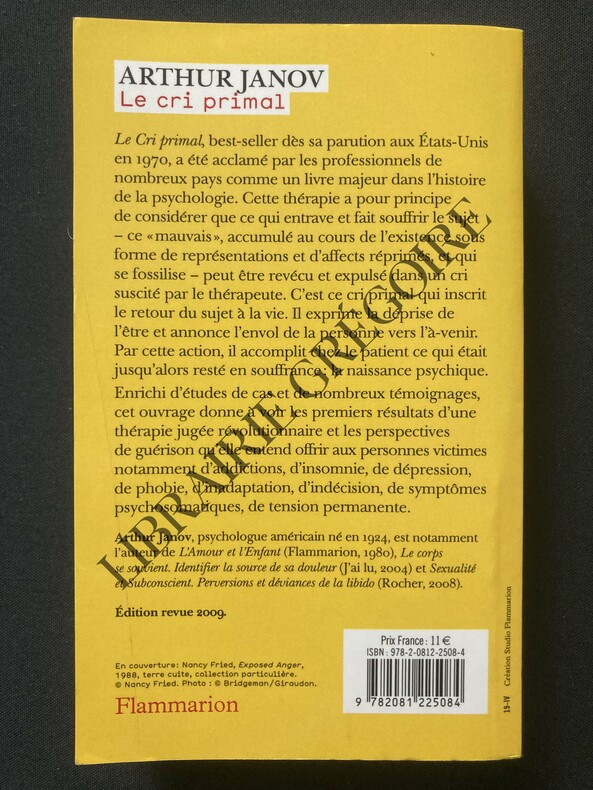 ARTHUR JANOV
Le cri primal
Le Cri primal, best-seller dès sa parution aux États-Unis
en 1970, a été acclamé par les professionnels de
nombreux pays comme un livre majeur dans l'histoire
de la psychologie. Cette thérapie a pour principe
de considérer que ce qui entrave et fait souffrir le sujet
– ce « mauvais », accumulé au cours de l'existence sous
forme de représentations et d'affects réprimés, et qui
se fossilise – peut être revécu et expulsé dans un cri
suscité par le thérapeute. C'est ce cri primal qui inscrit
le retour du sujet à la vie. Il exprime la déprise de
l'être et annonce l'envol de la personne vers l'à-venir.
Par cette action, il accomplit chez le patient ce qui était
jusqu'alors resté en souffrance : la naissance psychique.
Enrichi d'études de cas et de nombreux témoignages,
cet ouvrage donne à voir les premiers résultats d'une
thérapie jugée révolutionnaire et les perspectives
de guérison qu'elle entend offrir aux personnes victimes
notamment d'addictions, d'insomnie, de dépression,
de phobie, d'inadaptation, d'indécision, de symptômes
psychosomatiques, de tension permanente.
Arthur Janov, psychologue américain né en 1924, est notamment
l'auteur de L'Amour et l'Enfant (Flammarion, 1980), Le corps
se souvient. Identifier la source de sa douleur (J'ai lu, 2004) et Sexualité
et Subconscient. Perversions et déviances de la libido (Rocher, 2008).
Édition revue 2009.
En couverture : Nancy Fried, Exposed Anger,
1988, terre cuite, collection particulière.
© Nancy Fried. Photo : © Bridgeman/Giraudon.
Flammarion
Prix France : 11 €
ISBN : 978-2-0812-2508-4
9 782081 225084
15-IV Création Studio Flammarion
LIBRAIRIE GRÉGOIRE